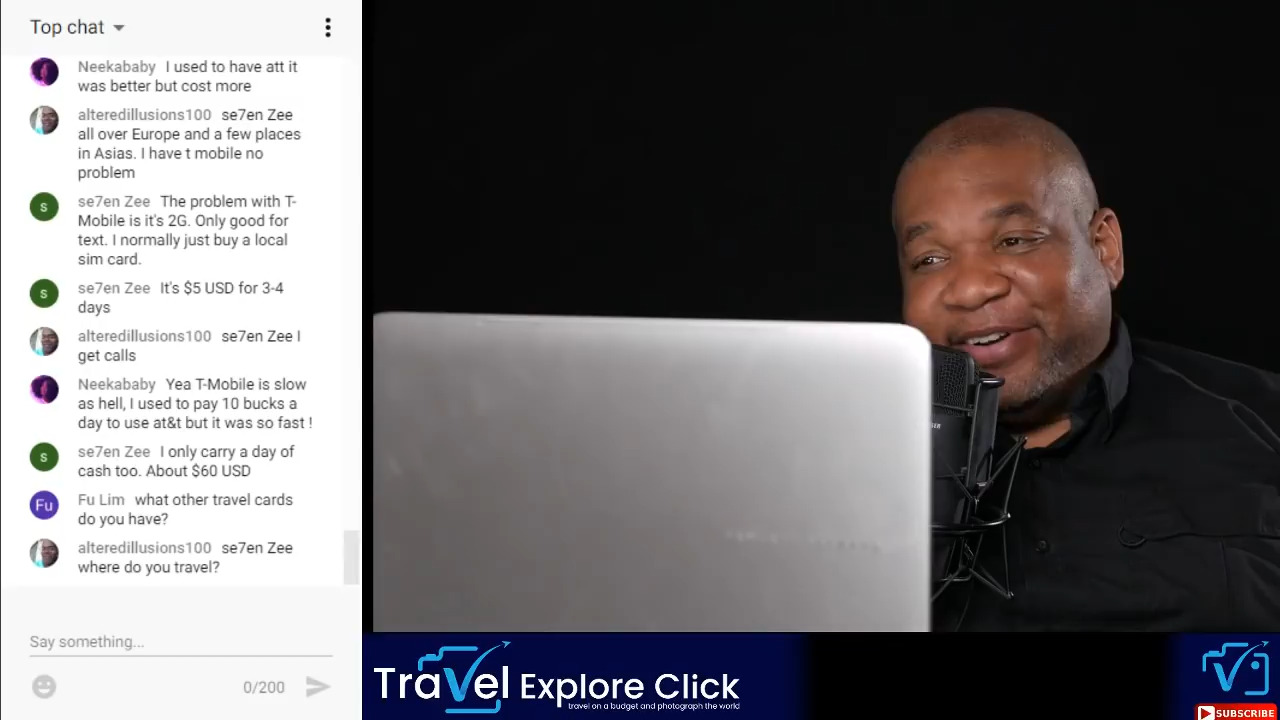 Top chat
Neekababy I used to have att it
was better but cost more
alteredillusions100 se7en Zee
all over Europe and a few places
in Asias. I have t mobile no
problem
s
se7en Zee The problem with T-
Mobile is it's 2G. Only good for
text. I normally just buy a local
sim card.
s
se7en Zee It's $5 USD for 3-4
days
alteredillusions100 se7en Zee I
get calls
Neekababy Yea T-Mobile is slow
as hell, I used to pay 10 bucks a
day to use at&t but it was so fast !
s
se7en Zee I only carry a day of
cash too. About $60 USD
Fu
Fu Lim what other travel cards
do you have?
alteredillusions100 se7en Zee
where do you travel?
Say something...
0/200
Travel Explore Click
travel on a budget and photograph the world
SUBSCRIBE